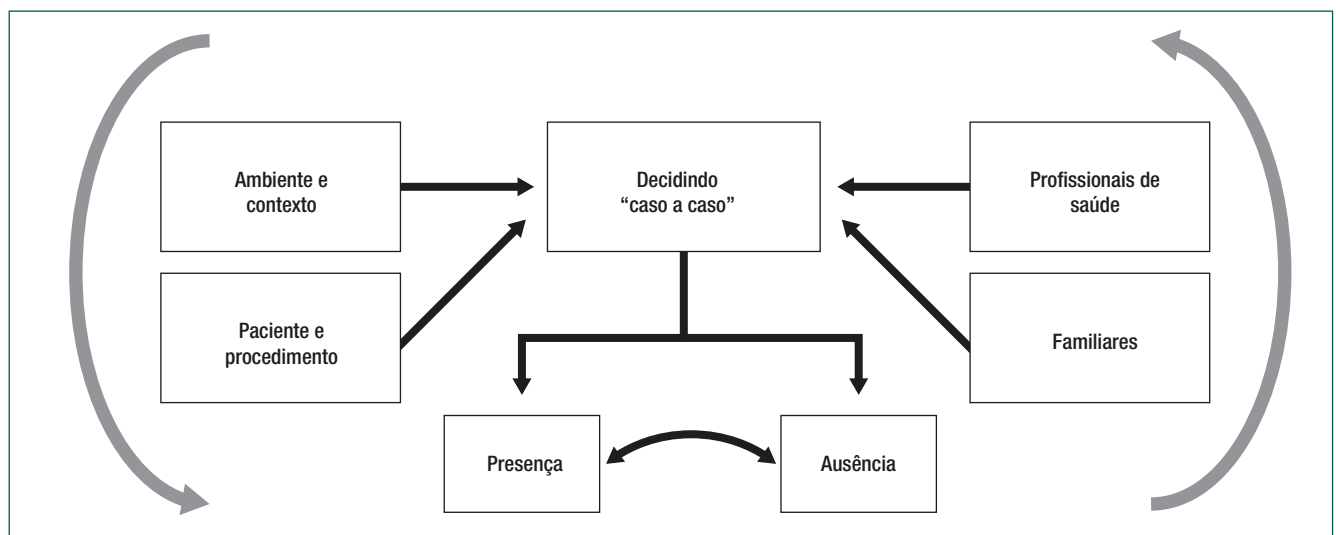 Ambiente e
contexto
Decidindo
“caso a caso”
Profissionais de
saúde
Paciente e
procedimento
Familiares
Presença
Ausência